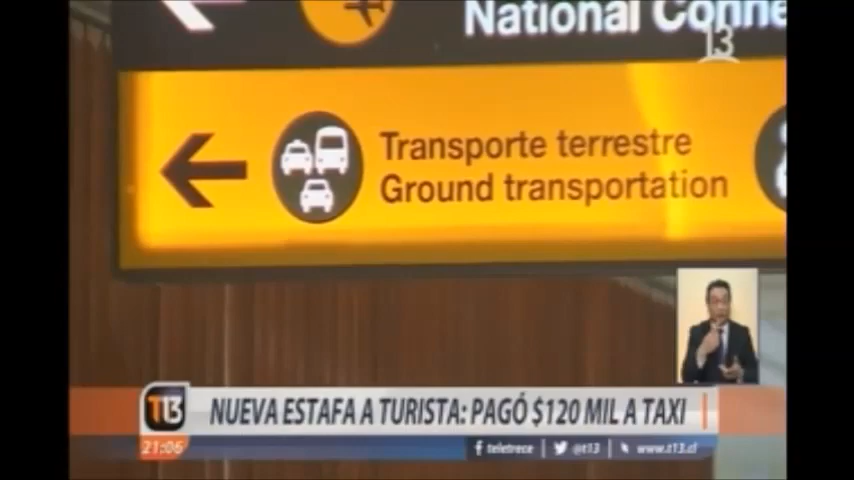 National Conne
13
Transporte terrestre
Ground transportation
T13
NUEVA ESTAFA A TURISTA: PAGÓ $120 MIL A TAXI
21:06
teletrece
@t13
www.t13.cl